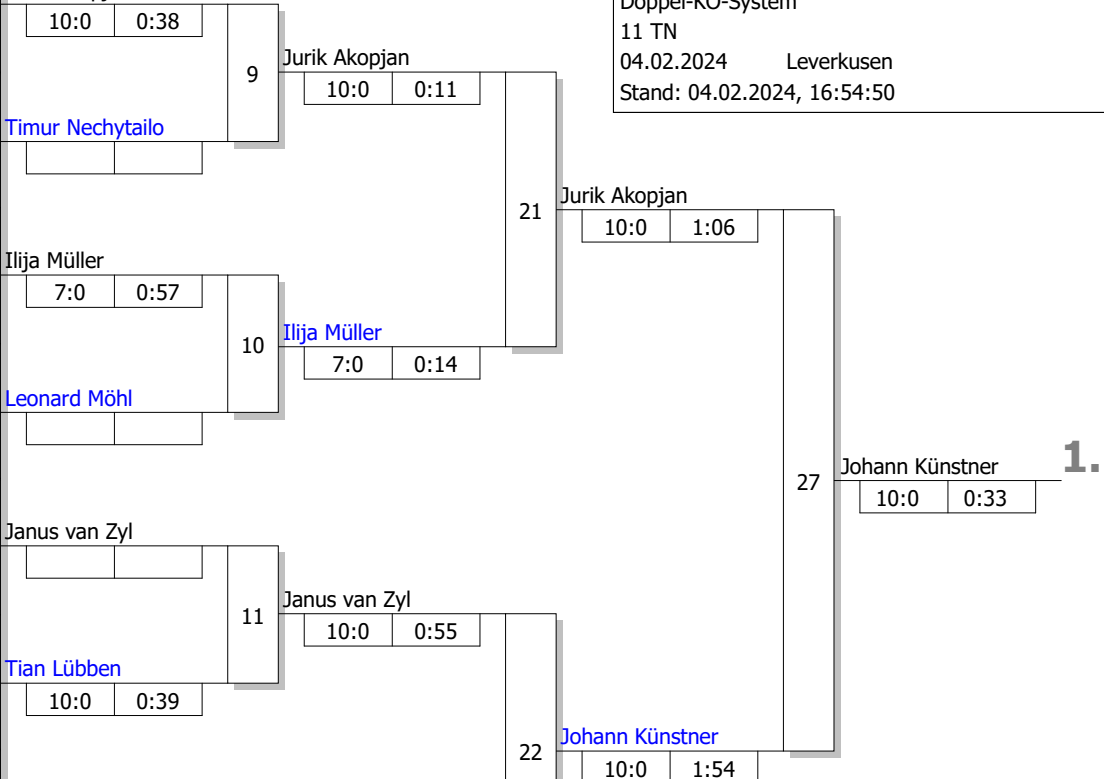 Doppel-KO-System
11 TN
04.02.2024 Leverkusen
Stand: 04.02.2024, 16:54:50
10:0 0:38
9
Jurik Akopjan
10:0 0:11
Timur Nechytailo
21
Jurik Akopjan
10:0 1:06
Ilija Müller
7:0 0:57
10
Ilija Müller
7:0 0:14
Leonard Möhl
27
Johann Künstner 1.
10:0 0:33
Janus van Zyl
11
Janus van Zyl
10:0 0:55
Tian Lübben
10:0 0:39
22
Johann Künstner
10:0 1:54